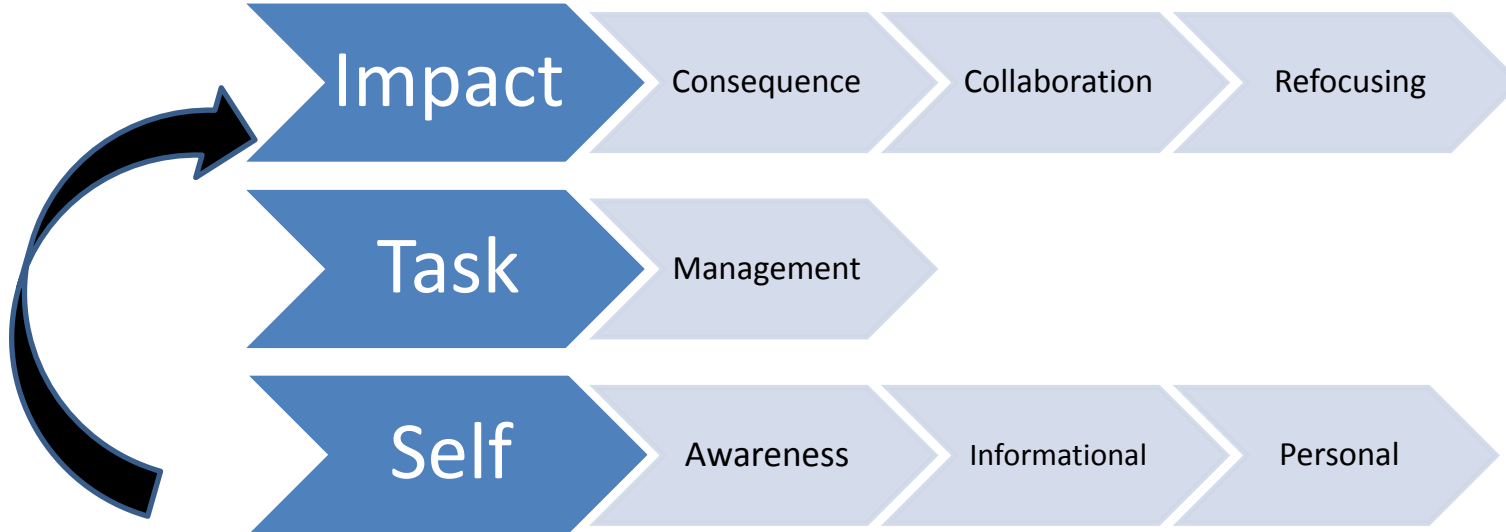 Impact Consequence Collaboration Refocusing
Task Management
Self Awareness Informational Personal